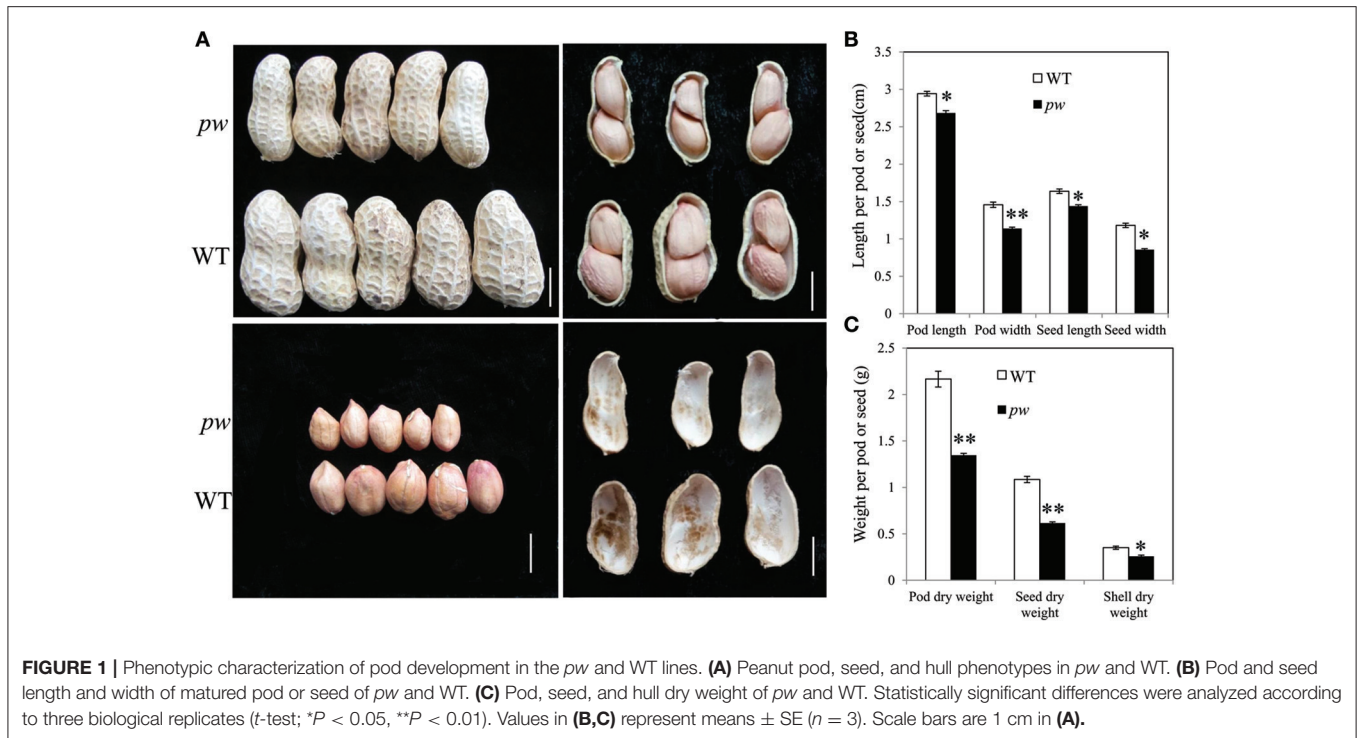 A
pw
WT
pw
WT
B
Length per pod or seed(cm)
3.5
3
2.5
2
1.5
1
0.5
0
WT
pw
*
**
*
*
Pod length Pod width Seed length Seed width
C
Weight per pod or seed (g)
2.5
2
1.5
1
0.5
0
WT
pw
**
**
*
Pod dry weight Seed dry weight Shell dry weight
FIGURE 1 | Phenotypic characterization of pod development in the pw and WT lines. (A) Peanut pod, seed, and hull phenotypes in pw and WT. (B) Pod and seed
length and width of matured pod or seed of pw and WT. (C) Pod, seed, and hull dry weight of pw and WT. Statistically significant differences were analyzed according
to three biological replicates (t-test; *P < 0.05, **P < 0.01). Values in (B,C) represent means ± SE (n = 3). Scale bars are 1 cm in (A).